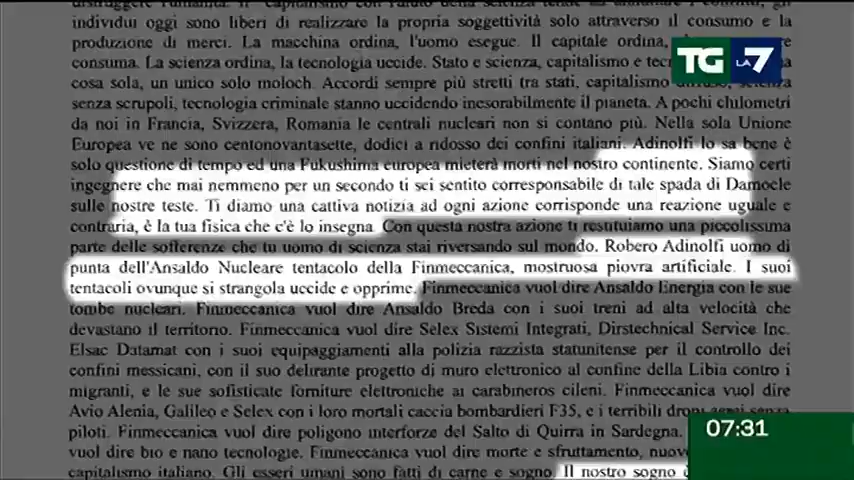 individui oggi sono liberi di realizzare la propria soggettività solo attraverso il consumo e la
produzione di merci. La macchina ordina, l'uomo esegue. Il capitale ordina,
consuma. La scienza ordina, la tecnologia uccide. Stato e scienza, capitalismo e
cosa sola, un unico solo moloch. Accordi sempre più stretti tra stati, capitalismo
senza scrupoli, tecnologia criminale stanno uccidendo inesorabilmente il pianeta. A pochi chilometri
da noi in Francia, Svizzera, Romania le centrali nucleari non si contano più. Nella sola Unione
Europea ve ne sono centonovantasette, dodici a ridosso dei confini italiani. Adinolfi lo sa bene è
solo questione di tempo ed una Fukushima europea mieterà morti nel nostro continente. Siamo certi
ingegnere che mai nemmeno per un secondo ti sei sentito corresponsabile di tale spada di Damocle
sulle nostre teste. Ti diamo una cattiva notizia ad ogni azione corrisponde una reazione uguale e
contraria, è la tua fisica che c'è lo insegna. Con questa nostra azione ti restituiamo una piccolissima
parte delle sofferenze che tu uomo di scienza stai riversando sul mondo. Robero Adinolfi uomo di
punta dell'Ansaldo Nucleare tentacolo della Finmeccanica, mostruosa piovra artificiale. I suoi
tentacoli ovunque si strangola uccide e opprime. Finmeccanica vuol dire Ansaldo Energia con le sue
tombe nucleari. Finmeccanica vuol dire Ansaldo Breda con i suoi treni ad alta velocità che
devastano il territorio. Finmeccanica vuol dire Selex Sistemi Integrati, Dirstechnical Service Inc.
Elsac Datamat con i suoi equipaggiamenti alla polizia razzista statunitense per il controllo dei
confini messicani, con il suo delirante progetto di muro elettronico al confine della Libia contro i
migranti, e le sue sofisticate forniture elettroniche ai carabineros cileni. Finmeccanica vuol dire
Avio Alenia, Galileo e Selex con i loro mortali caccia bombardieri F35, e i terribili droni aerei senza
piloti. Finmeccanica vuol dire poligono interforze del Salto di Quirra in Sardegna.
vuol dire bio e nano tecnologie. Finmeccanica vuol dire morte e sfruttamento,
capitalismo italiano. Gli esseri umani sono fatti di carne e sogno. Il nostro sogno
TG LA 7
07:31